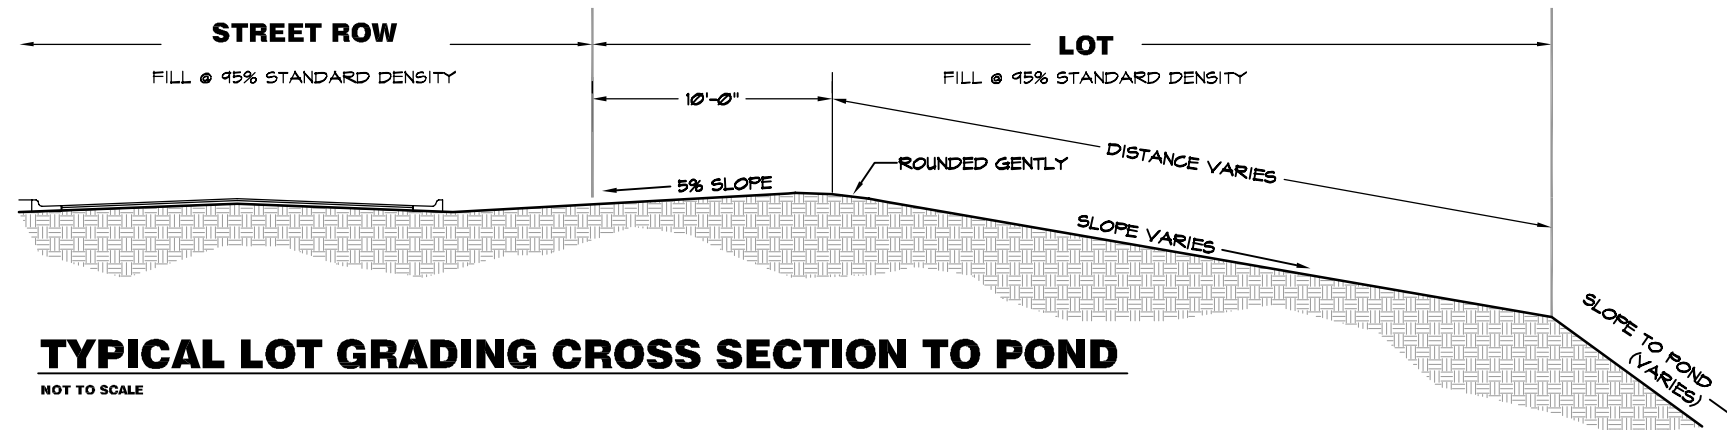 STREET ROW
LOT
FILL @ 95% STANDARD DENSITY
FILL @ 95% STANDARD DENSITY
10'-0"
DISTANCE VARIES
ROUNDED GENTLY
5% SLOPE
SLOPE VARIES
SLOPE TO POND
(VARIES)
TYPICAL LOT GRADING CROSS SECTION TO POND
NOT TO SCALE